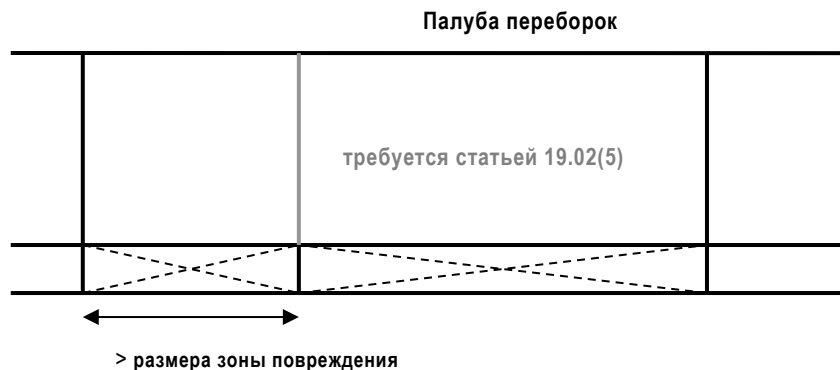 Палуба переборок
требуется статьей 19.02(5)
> размера зоны повреждения